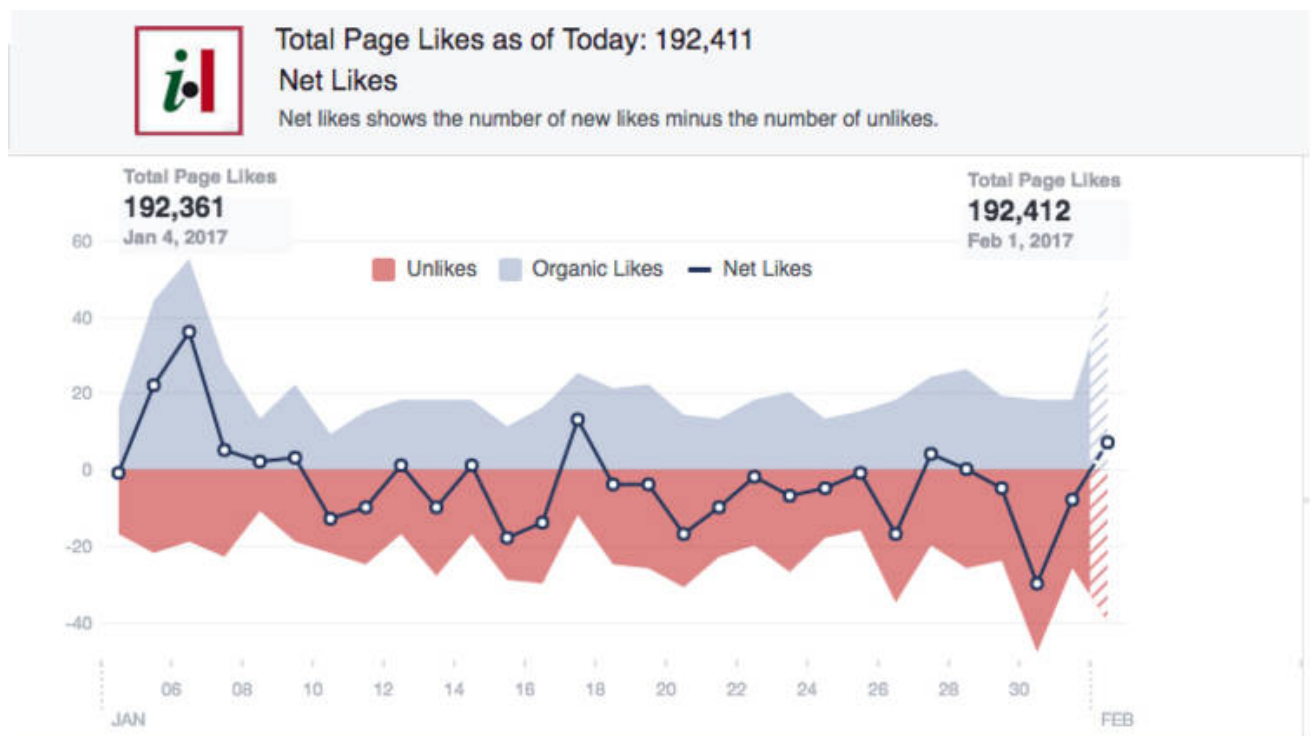 i
Total Page Likes as of Today: 192,411
Net Likes
Net likes shows the number of new likes minus the number of unlikes.
Total Page Likes
192,361
Jan 4, 2017
Total Page Likes
192,412
Feb 1, 2017
Unlikes Organic Likes Net Likes
60
40
20
0
-20
-40
06 08 10 12 14 16 18 20 22 24 26 28 30
JAN FEB